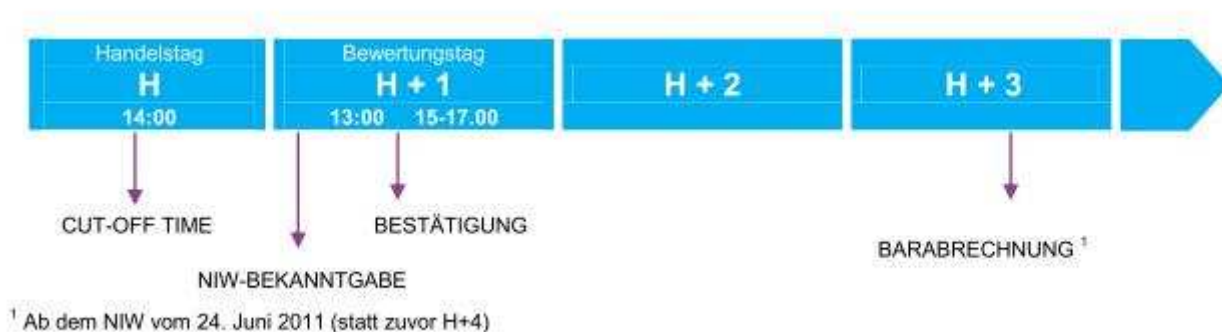 Handelstag
H
14:00
Bewertungstag
H + 1
13:00 15-17.00
H + 2
H + 3
CUT-OFF TIME
BESTÄTIGUNG
BARABRECHNUNG ¹
NIW-BEKANNTGABE
¹ Ab dem NIW vom 24. Juni 2011 (statt zuvor H+4)